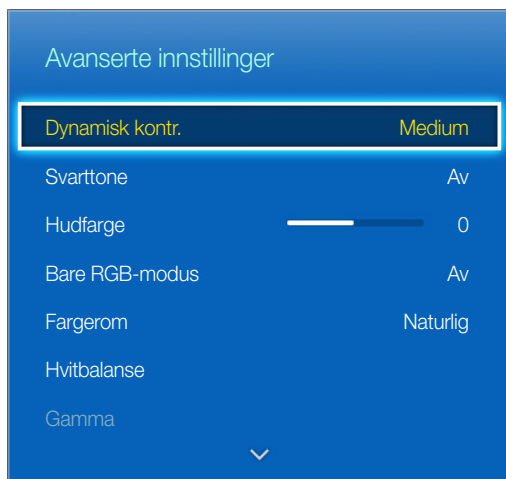 Avanserte innstillinger
Dynamisk kontr. Medium
Svarttone Av
Hudfarge 0
Bare RGB-modus Av
Fargerom Naturlig
Hvitbalanse
Gamma